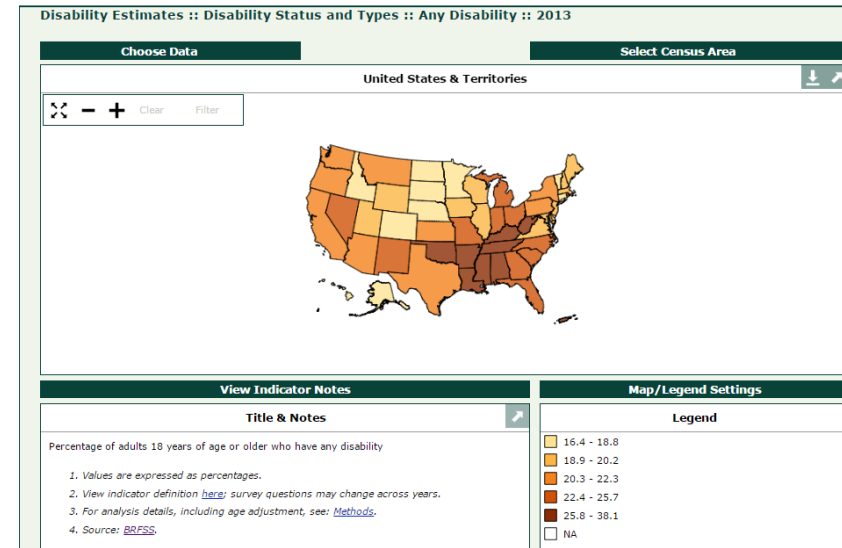 Disability Estimates :: Disability Status and Types :: Any Disability :: 2013
Choose Data
Select Census Area
United States & Territories
Clear Filter
View Indicator Notes
Title & Notes
Percentage of adults 18 years of age or older who have any disability
1. Values are expressed as percentages.
2. View indicator definition here; survey questions may change across years.
3. For analysis details, including age adjustment, see: Methods.
4. Source: BRFSS.
Map/Legend Settings
Legend
16.4 - 18.8
18.9 - 20.2
20.3 - 22.3
22.4 - 25.7
25.8 - 38.1
NA